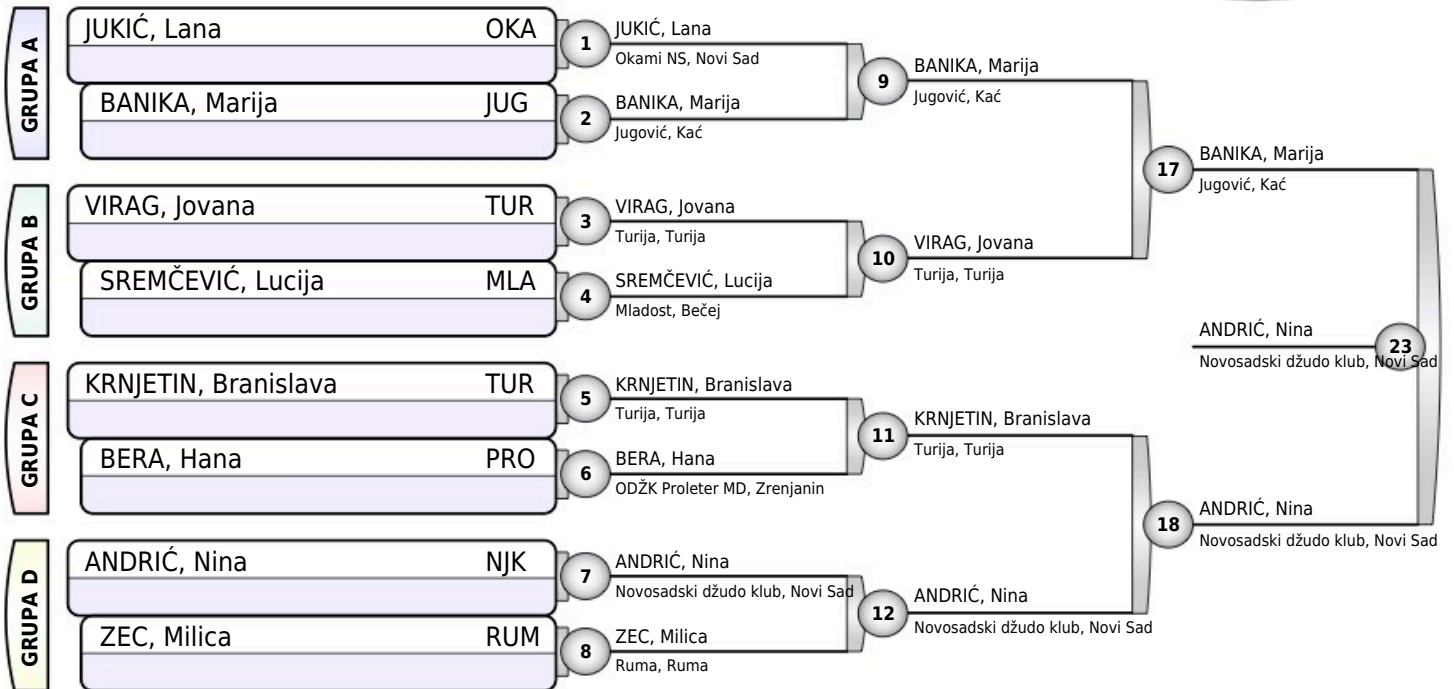 GRUPA A
JUKIĆ, Lana OKA
BANIKA, Marija JUG
GRUPA B
VIRAG, Jovana TUR
SREMČEVIĆ, Lucija MLA
GRUPA C
KRNJETIN, Branislava TUR
BERA, Hana PRO
GRUPA D
ANDRIĆ, Nina NJK
ZEC, Milica RUM
1
JUKIĆ, Lana
Okami NS, Novi Sad
2
BANIKA, Marija
Jugović, Kać
3
VIRAG, Jovana
Turija, Turija
4
SREMČEVIĆ, Lucija
Mladost, Bečej
5
KRNJETIN, Branislava
Turija, Turija
6
BERA, Hana
ODŽK Proleter MD, Zrenjanin
7
ANDRIĆ, Nina
Novosadski džudo klub, Novi Sad
8
ZEC, Milica
Ruma, Ruma
9
BANIKA, Marija
Jugović, Kać
10
VIRAG, Jovana
Turija, Turija
11
KRNJETIN, Branislava
Turija, Turija
12
ANDRIĆ, Nina
Novosadski džudo klub, Novi Sad
17
BANIKA, Marija
Jugović, Kać
18
ANDRIĆ, Nina
Novosadski džudo klub, Novi Sad
23
ANDRIĆ, Nina
Novosadski džudo klub, Novi Sad